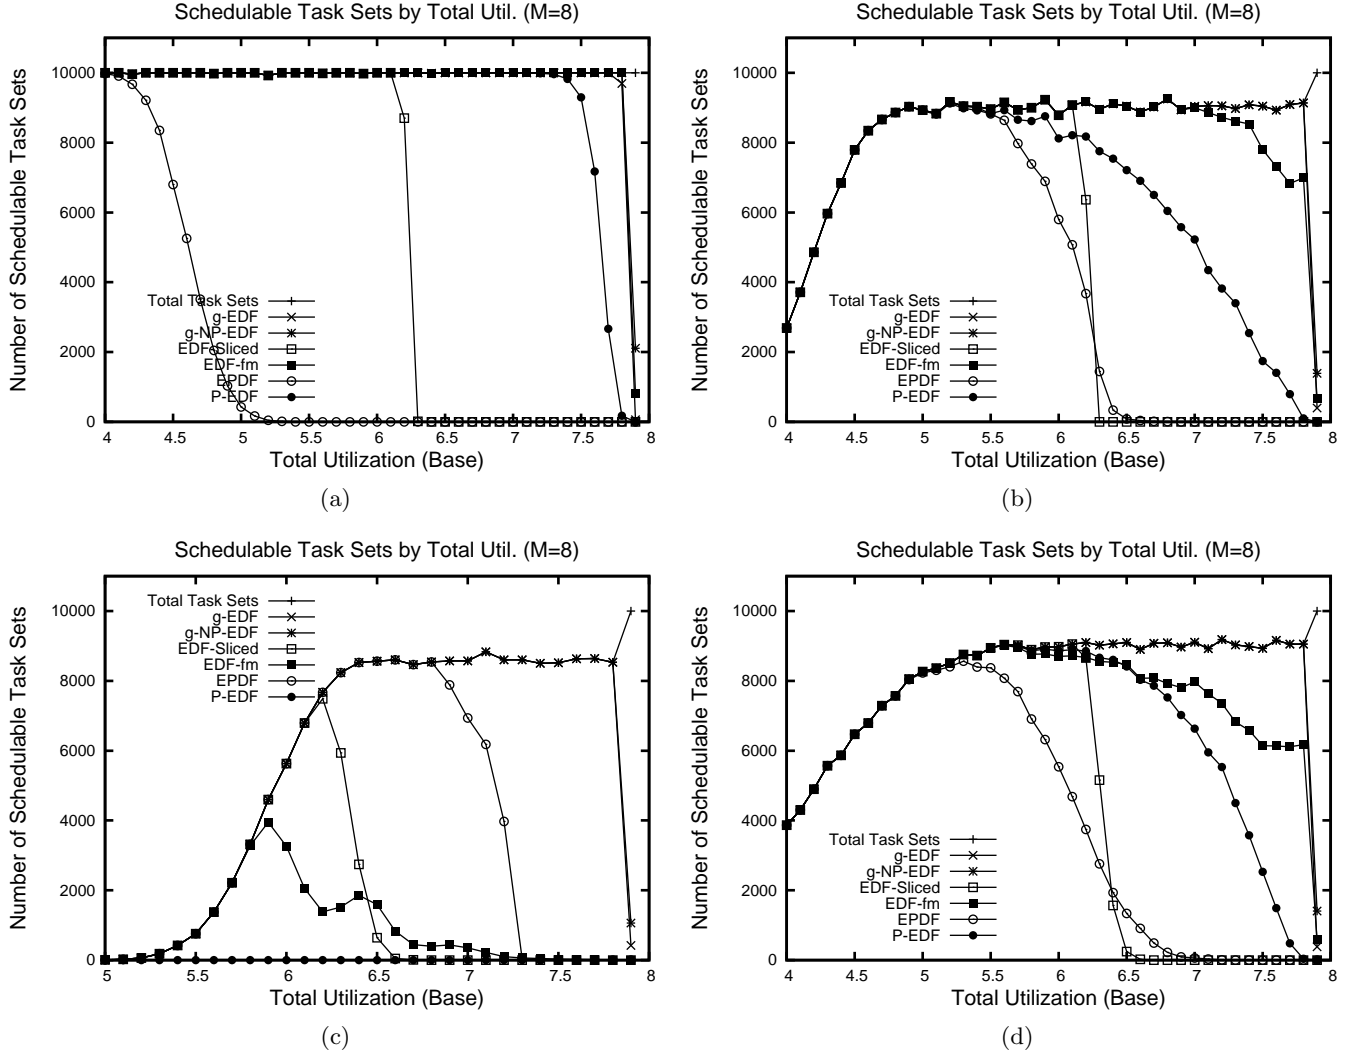 Schedulable Task Sets by Total Util. (M=8)
Number of Schedulable Task Sets
10000
8000
6000
4000
2000
0
Total Task Sets
g-EDF
g-NP-EDF
EDF-Sliced
EDF-fm
EPDF
P-EDF
4 4.5 5 5.5 6 6.5 7 7.5 8
Total Utilization (Base)
(a)
Schedulable Task Sets by Total Util. (M=8)
Number of Schedulable Task Sets
10000
8000
6000
4000
2000
0
Total Task Sets
g-EDF
g-NP-EDF
EDF-Sliced
EDF-fm
EPDF
P-EDF
4 4.5 5 5.5 6 6.5 7 7.5 8
Total Utilization (Base)
(b)
Schedulable Task Sets by Total Util. (M=8)
Number of Schedulable Task Sets
10000
8000
6000
4000
2000
0
Total Task Sets
g-EDF
g-NP-EDF
EDF-Sliced
EDF-fm
EPDF
P-EDF
5 5.5 6 6.5 7 7.5 8
Total Utilization (Base)
(c)
Schedulable Task Sets by Total Util. (M=8)
Number of Schedulable Task Sets
10000
8000
6000
4000
2000
0
Total Task Sets
g-EDF
g-NP-EDF
EDF-Sliced
EDF-fm
EPDF
P-EDF
4 4.5 5 5.5 6 6.5 7 7.5 8
Total Utilization (Base)
(d)